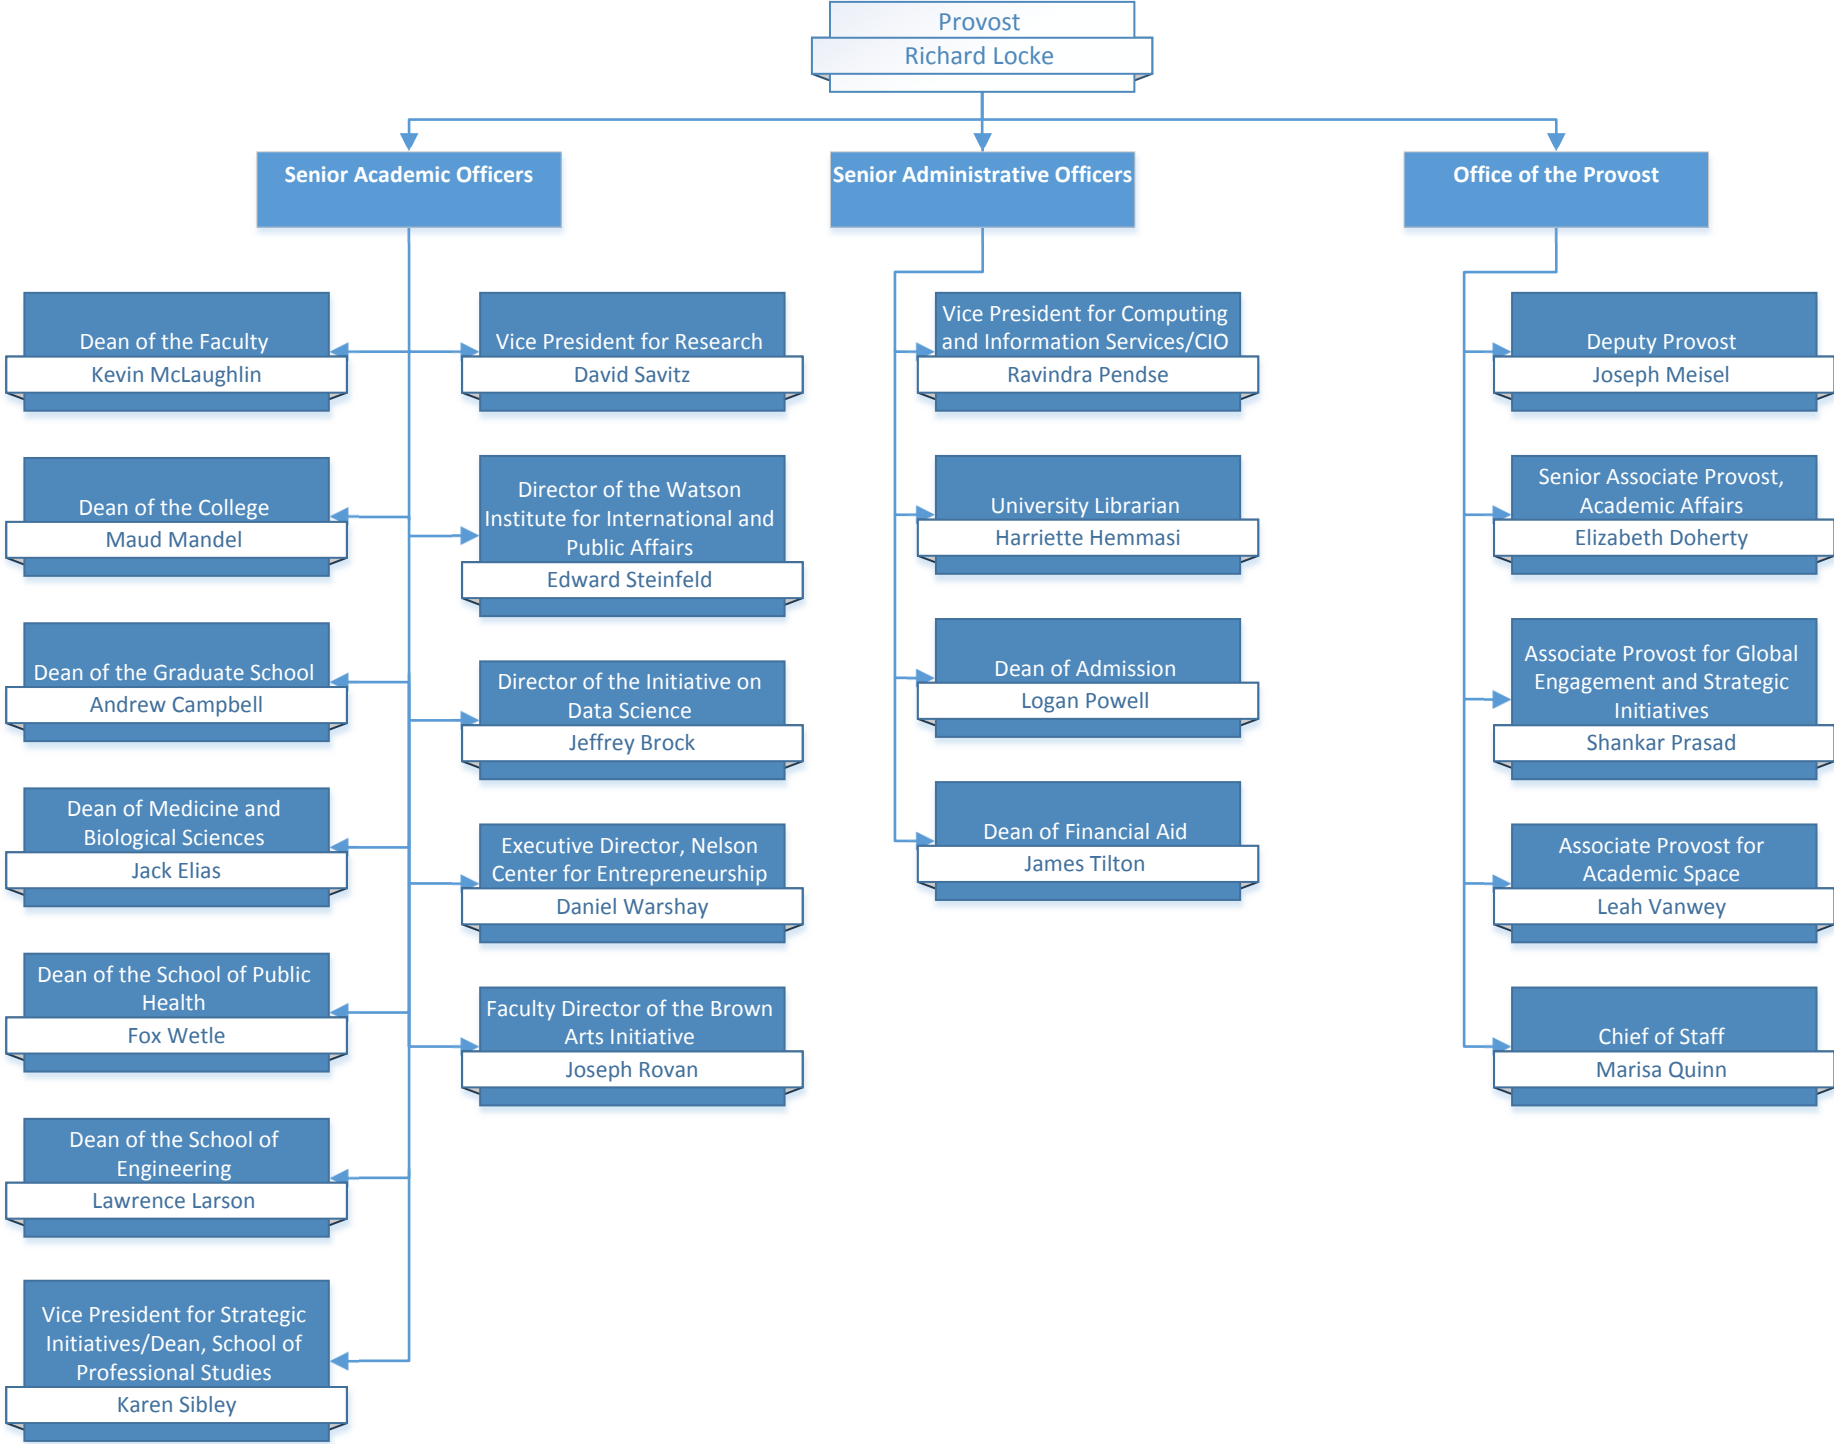 Provost
Richard Locke
Senior Academic Officers
Senior Administrative Officers
Office of the Provost
Dean of the Faculty
Kevin McLaughlin
Dean of the College
Maud Mandel
Dean of the Graduate School
Andrew Campbell
Dean of Medicine and
Biological Sciences
Jack Elias
Dean of the School of Public
Health
Fox Wetle
Dean of the School of
Engineering
Lawrence Larson
Vice President for Strategic
Initiatives/Dean, School of
Professional Studies
Karen Sibley
Vice President for Research
David Savitz
Director of the Watson
Institute for International and
Public Affairs
Edward Steinfeld
Director of the Initiative on
Data Science
Jeffrey Brock
Executive Director, Nelson
Center for Entrepreneurship
Daniel Warshay
Faculty Director of the Brown
Arts Initiative
Joseph Rovan
Vice President for Computing
and Information Services/CIO
Ravindra Pendse
University Librarian
Harriette Hemmasi
Dean of Admission
Logan Powell
Dean of Financial Aid
James Tilton
Deputy Provost
Joseph Meisel
Senior Associate Provost,
Academic Affairs
Elizabeth Doherty
Associate Provost for Global
Engagement and Strategic
Initiatives
Shankar Prasad
Associate Provost for
Academic Space
Leah Vanwey
Chief of Staff
Marisa Quinn